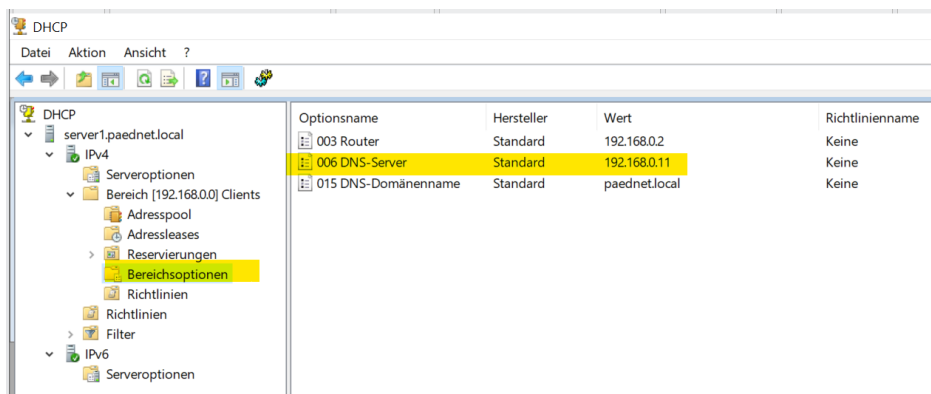 DHCP
Datei Aktion Ansicht ?
DHCP
server1.paednet.local
IPv4
Serveroptionen
Bereich [192.168.0.0] Clients
Adresspool
Adressleases
Reservierungen
Bereichsoptionen
Richtlinien
Richtlinien
Filter
IPv6
Serveroptionen
Optionsname Hersteller Wert Richtlinienname
003 Router Standard 192.168.0.2 Keine
006 DNS-Server Standard 192.168.0.11 Keine
015 DNS-Domänenname Standard paednet.local Keine